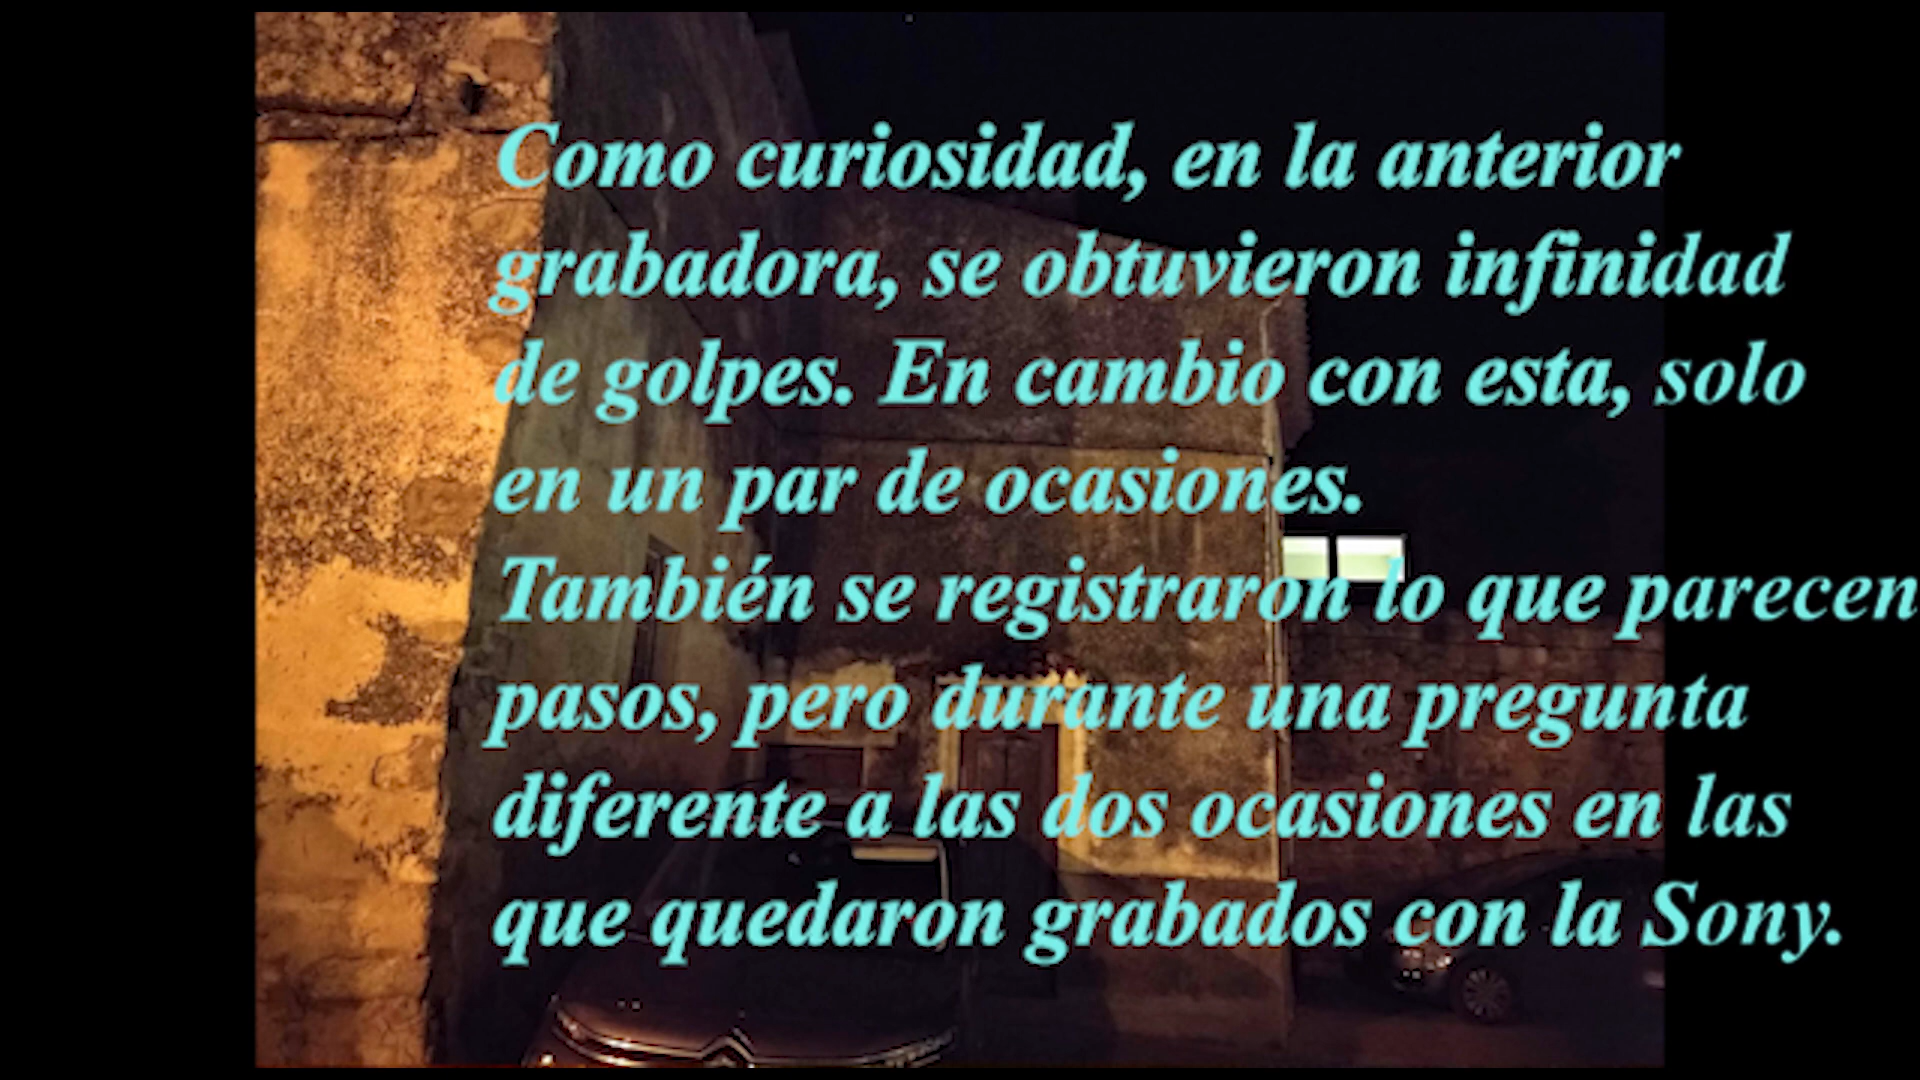 Como curiosidad, en la anterior
grabadora, se obtuvieron infinidad
de golpes. En cambio con esta, solo
en un par de ocasiones.
También se registraron lo que parecen
pasos, pero durante una pregunta
diferente a las dos ocasiones en las
que quedaron grabados con la Sony.